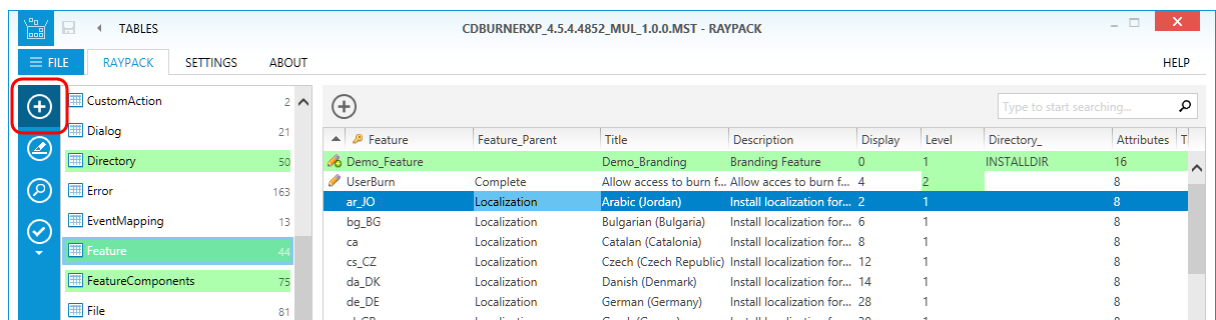 TABLES
CDBURNERXP_4.5.4.4852_MUL_1.0.0.MST - RAYPACK
FILE RAYPACK SETTINGS ABOUT HELP
CustomAction 2
Dialog 21
Directory 50
Error 163
EventMapping 13
Feature 44
FeatureComponents 75
File 81
Type to start searching...
Feature Feature_Parent Title Description Display Level Directory_ Attributes
Demo_Feature Demo_Branding Branding Feature 0 1 INSTALLDIR 16
UserBurn Complete Allow access to burn f... Allow acces to burn f... 4 2 8
ar_JO Localization Arabic (Jordan) Install localization for... 2 1 8
bg_BG Localization Bulgarian (Bulgaria) Install localization for... 6 1 8
ca Localization Catalan (Catalonia) Install localization for... 8 1 8
cs_CZ Localization Czech (Czech Republic) Install localization for... 12 1 8
da_DK Localization Danish (Denmark) Install localization for... 14 1 8
de_DE Localization German (Germany) Install localization for... 28 1 8